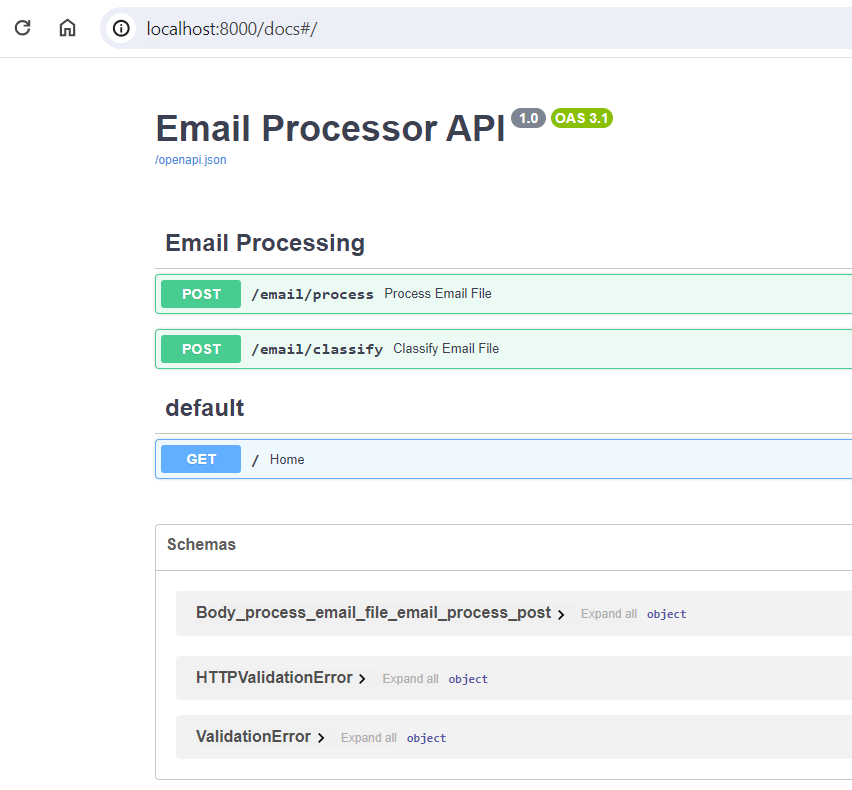 localhost:8000/docs#/
Email Processor API 1.0 OAS 3.1
/openapi.json
Email Processing
POST /email/process Process Email File
POST /email/classify Classify Email File
default
GET / Home
Schemas
Body_process_email_file_email_process_post Expand all object
HTTPValidationError Expand all object
ValidationError Expand all object